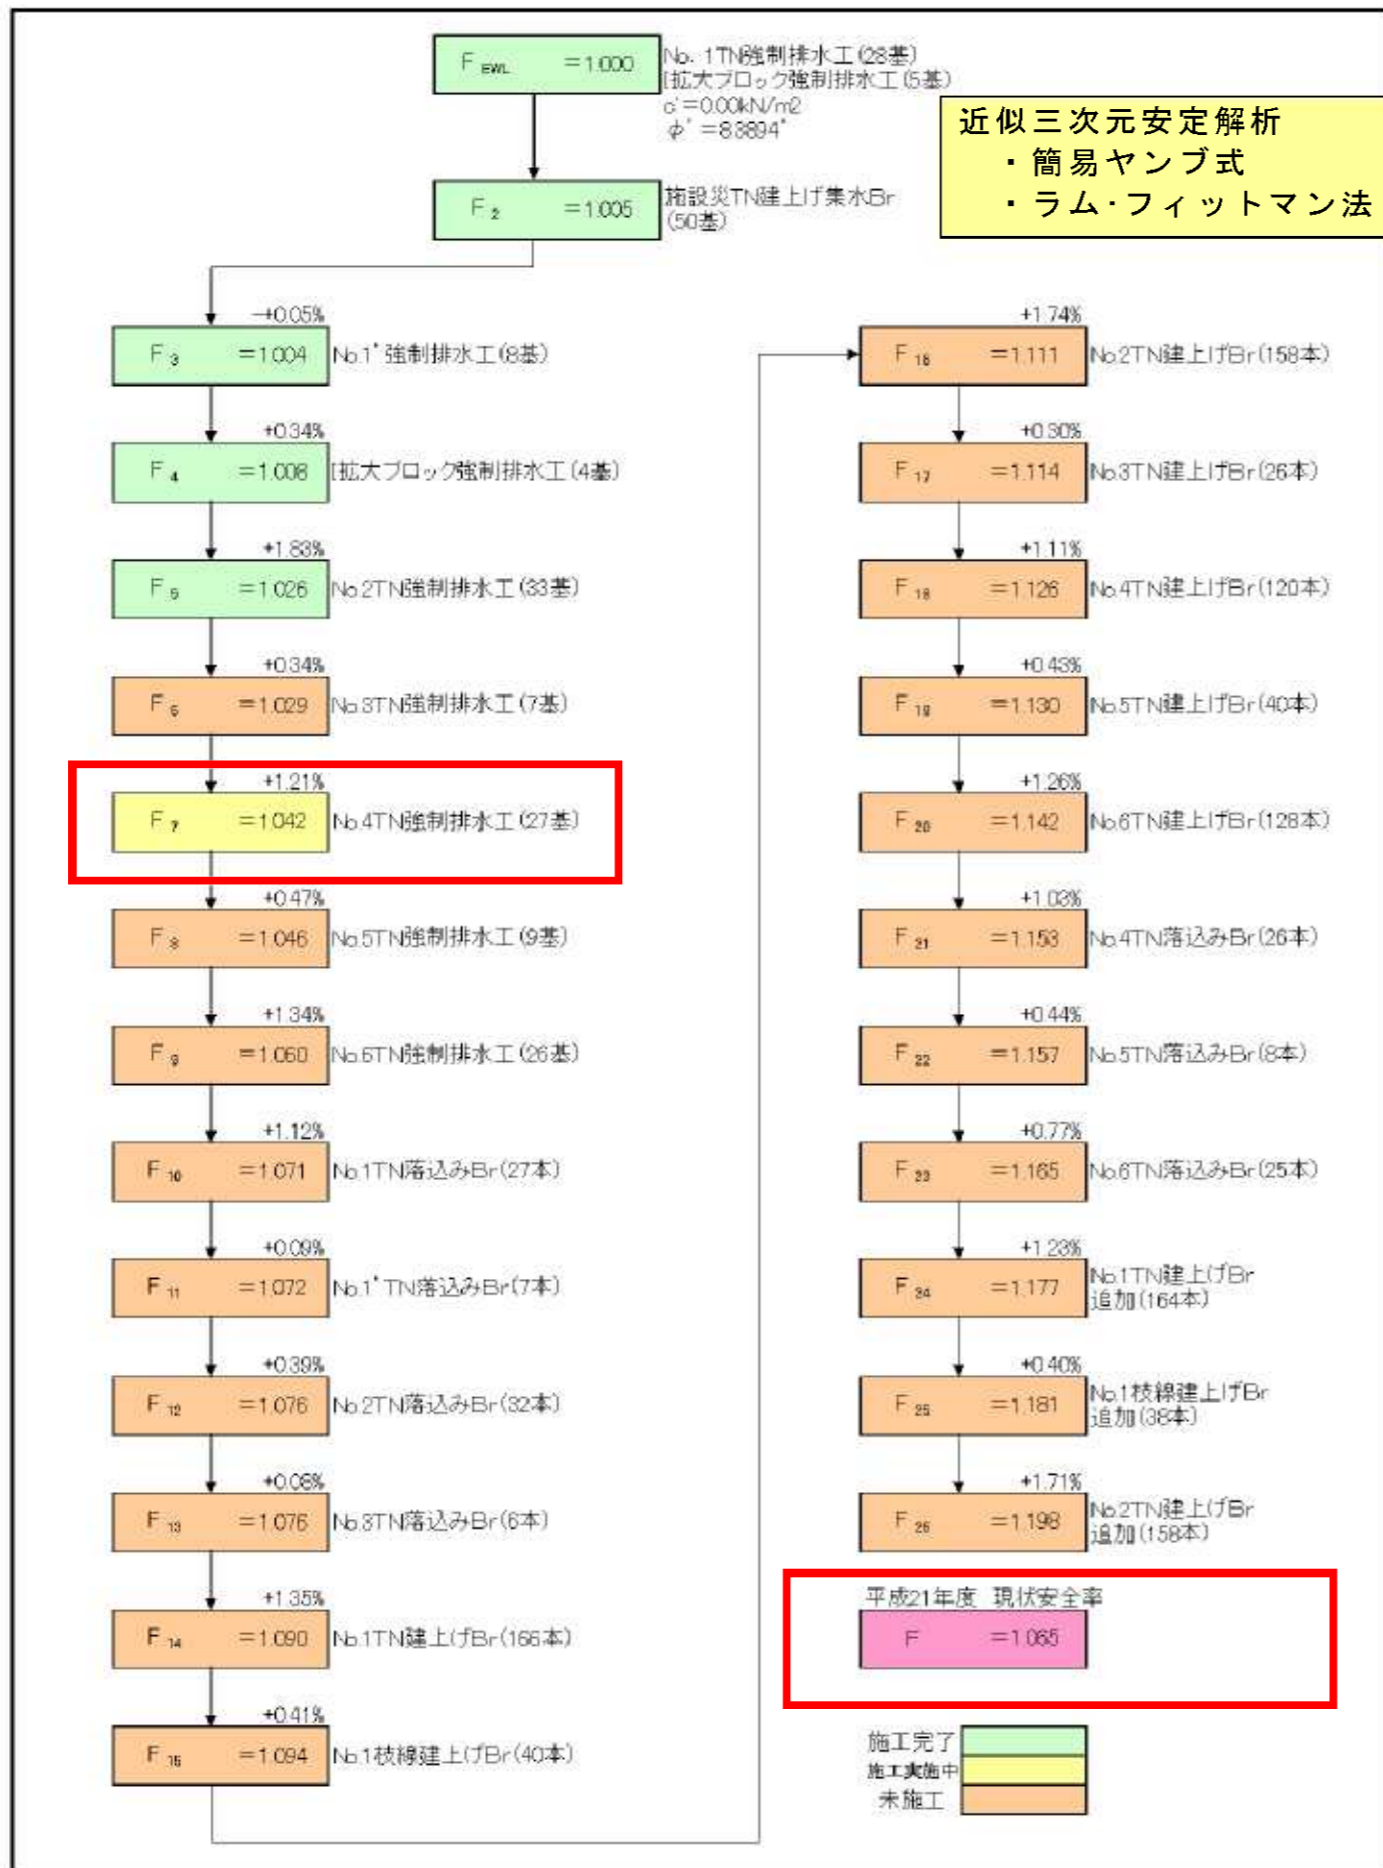 F EWL =1.000
No. 1TN強制排水工(28基)
[拡大ブロック強制排水工(5基)
c'=0.00kN/m2
φ'=8.3894°
近似三次元安定解析
・簡易ヤンブ式
・ラム・フィットマン法
F 2 =1.005
施設災TN建上げ集水Br
(50基)
-+0.05%
F 3 =1.004 No.1'強制排水工(8基)
+0.34%
F 4 =1.008 [拡大ブロック強制排水工(4基)
+1.83%
F 5 =1.026 No.2TN強制排水工(33基)
+0.34%
F 6 =1.029 No.3TN強制排水工(7基)
+1.21%
F 7 =1.042 No.4TN強制排水工(27基)
+0.47%
F 8 =1.046 No.5TN強制排水工(9基)
+1.34%
F 9 =1.060 No.6TN強制排水工(26基)
+1.12%
F 10 =1.071 No.1TN落込みBr(27本)
+0.09%
F 11 =1.072 No.1'TN落込みBr(7本)
+0.39%
F 12 =1.076 No.2TN落込みBr(32本)
+0.08%
F 13 =1.076 No.3TN落込みBr(6本)
+1.35%
F 14 =1.090 No.1TN建上げBr(166本)
+0.41%
F 15 =1.094 No.1枝線建上げBr(40本)
+1.74%
F 16 =1.111 No.2TN建上げBr(158本)
+0.30%
F 17 =1.114 No.3TN建上げBr(26本)
+1.11%
F 18 =1.126 No.4TN建上げBr(120本)
+0.43%
F 19 =1.130 No.5TN建上げBr(40本)
+1.26%
F 20 =1.142 No.6TN建上げBr(128本)
+1.03%
F 21 =1.153 No.4TN落込みBr(26本)
+0.44%
F 22 =1.157 No.5TN落込みBr(8本)
+0.77%
F 23 =1.165 No.6TN落込みBr(25本)
+1.23%
F 24 =1.177 No.1TN建上げBr
追加(164本)
+0.40%
F 25 =1.181 No.1枝線建上げBr
追加(38本)
+1.71%
F 26 =1.198 No.2TN建上げBr
追加(158本)
平成21年度 現状安全率
F =1.065
施工完了
施工実施中
未施工